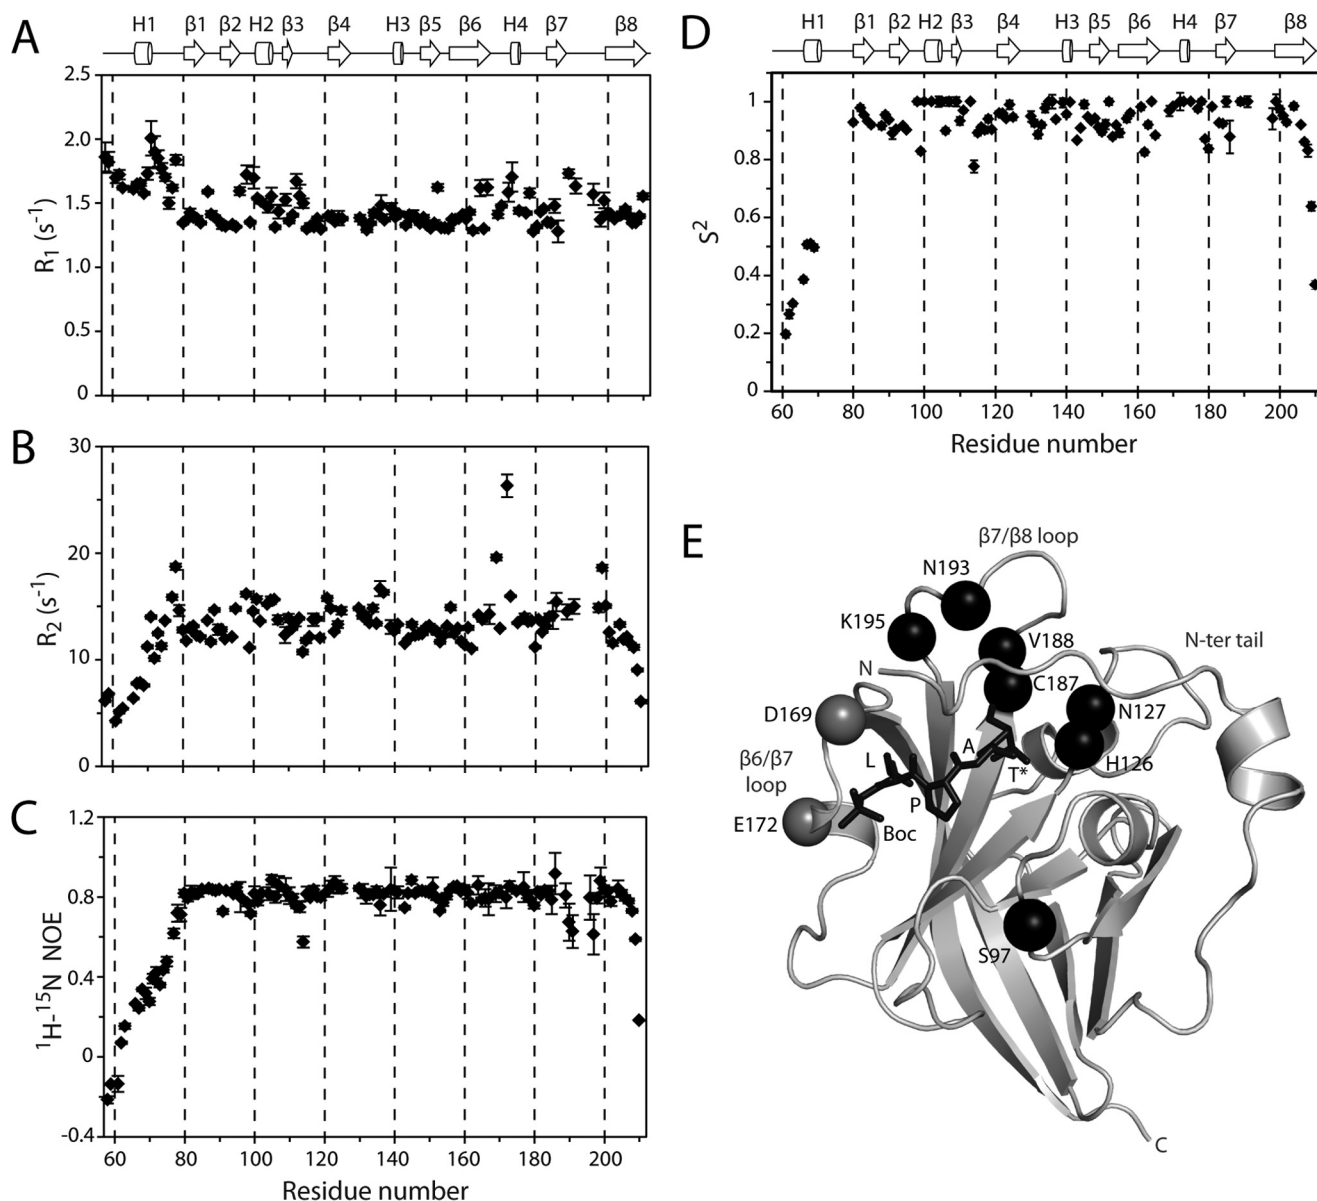 A
H1 β1 β2 H2 β3 β4 H3 β5 β6 H4 β7 β8
2.5
2.0
1.5
1.0
0.5
0
R1 (s-1)
B
30
20
10
0
R2 (s-1)
C
1.2
0.8
0.4
0
-0.4
1H-15N NOE
60 80 100 120 140 160 180 200
Residue number
D
H1 β1 β2 H2 β3 β4 H3 β5 β6 H4 β7 β8
1
0.8
0.6
0.4
0.2
0
S2
60 80 100 120 140 160 180 200
Residue number
E
β7/β8 loop
N193
K195
V188
N-ter tail
N
C187
D169
N127
A
β6/β7
loop
L
H126
T*
P
E172
Boc
S97
C